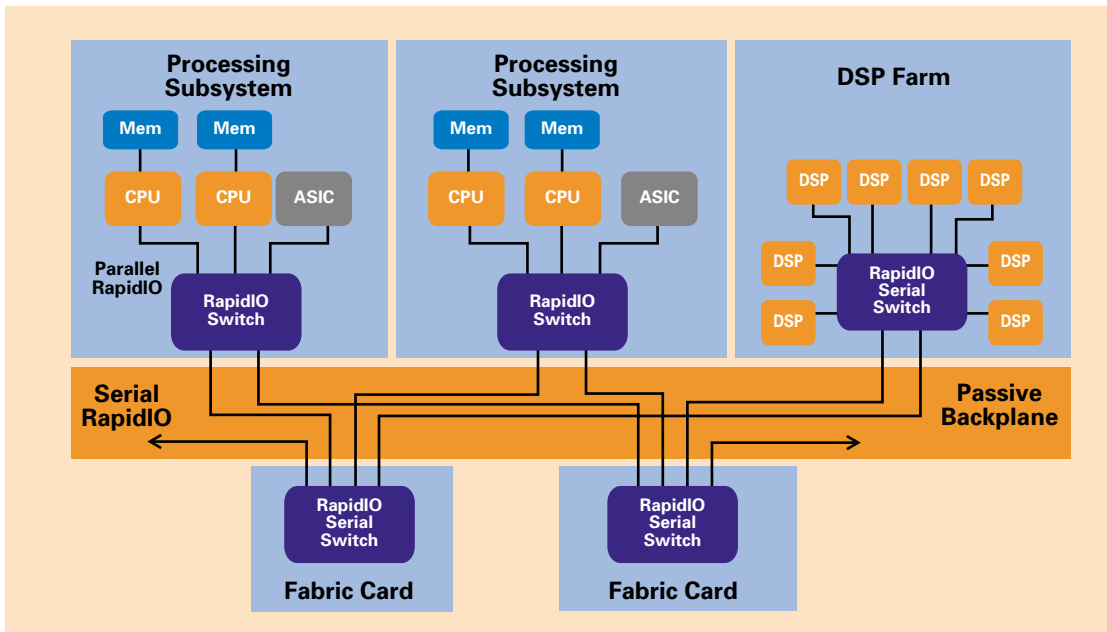 Processing
Subsystem
Mem
Mem
CPU
CPU
ASIC
Parallel
RapidIO
RapidIO
Switch
Processing
Subsystem
Mem
Mem
CPU
CPU
ASIC
RapidIO
Switch
DSP Farm
DSP
DSP
DSP
DSP
DSP
DSP
RapidIO
Serial
Switch
DSP
DSP
Serial
RapidIO
Passive
Backplane
RapidIO
Serial
Switch
Fabric Card
RapidIO
Serial
Switch
Fabric Card